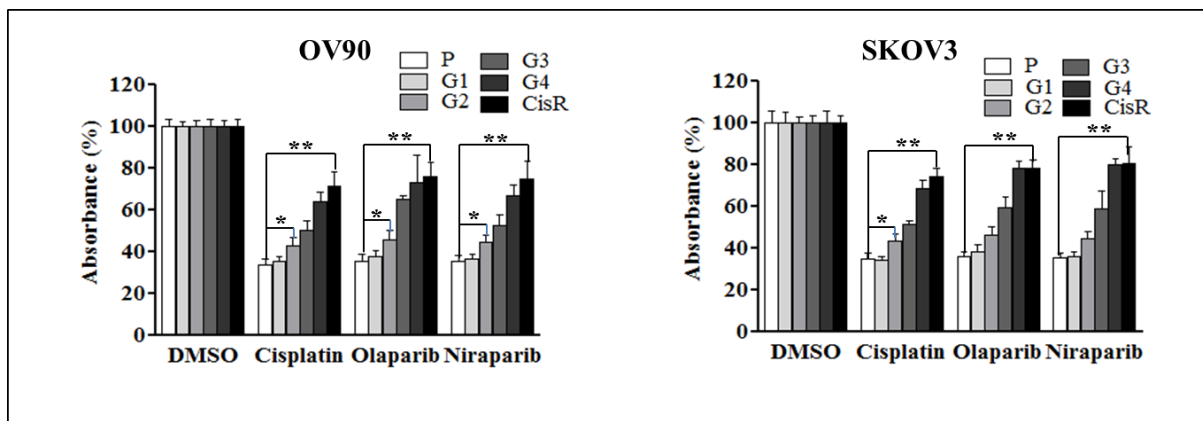 OV90
P
G1
G2
G3
G4
CisR
Absorbance (%)
120
100
80
60
40
20
0
**
**
**
*
*
*
DMSO Cisplatin Olaparib Niraparib
SKOV3
P
G1
G2
G3
G4
CisR
Absorbance (%)
120
100
80
60
40
20
0
**
**
**
*
DMSO Cisplatin Olaparib Niraparib